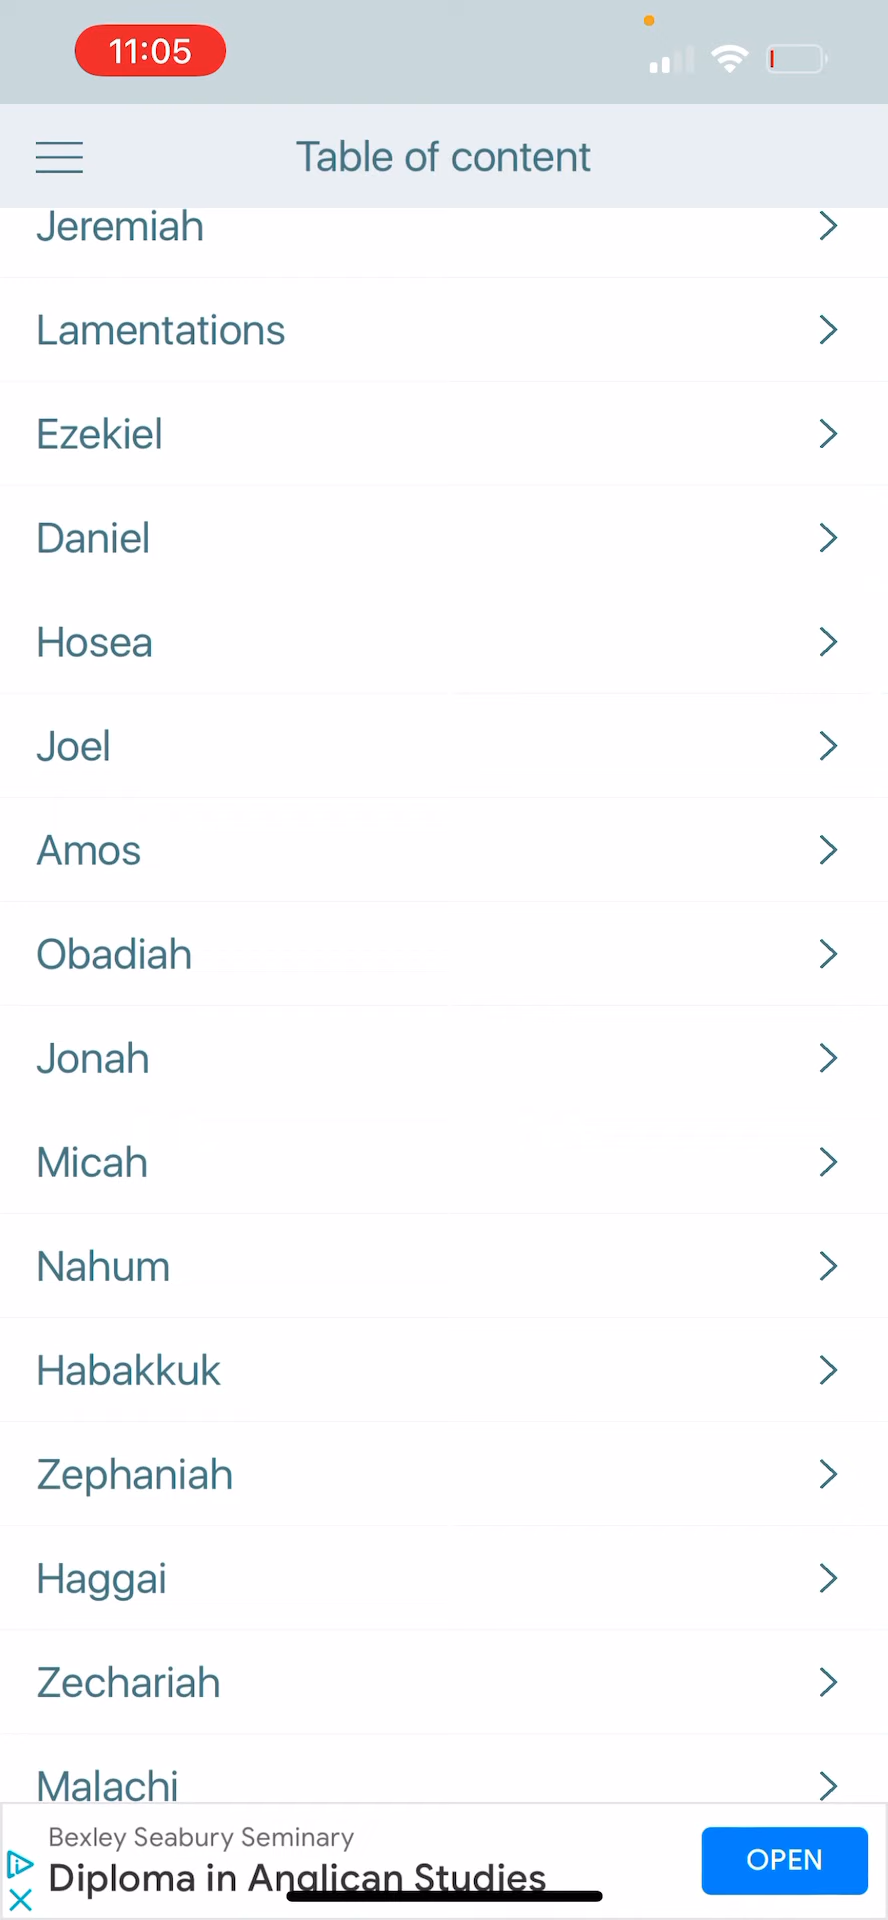 11:05
Table of content
Jeremiah
Lamentations
Ezekiel
Daniel
Hosea
Joel
Amos
Obadiah
Jonah
Micah
Nahum
Habakkuk
Zephaniah
Haggai
Zechariah
Malachi
Bexley Seabury Seminary
Diploma in Anglican Studies
OPEN